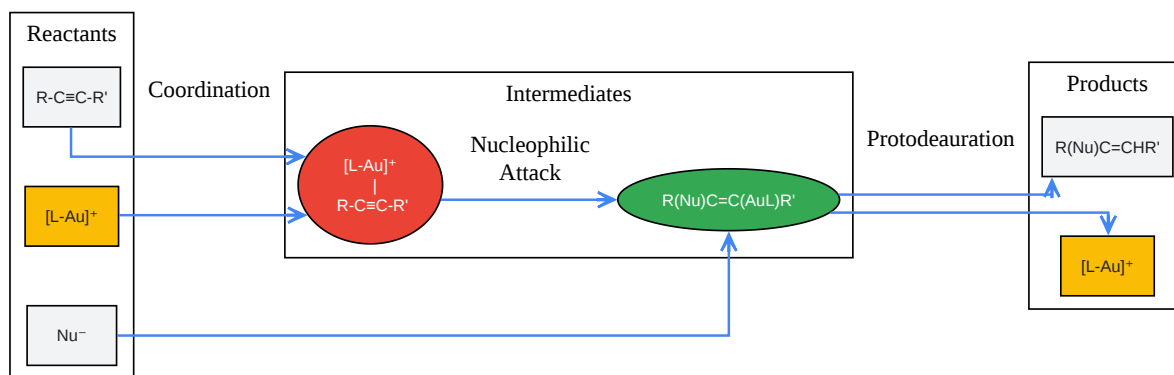 Reactants
R-C≡C-R'
[L-Au]⁺
Nu⁻
Coordination
Intermediates
[L-Au]⁺
|
R-C≡C-R'
Nucleophilic
Attack
R(Nu)C=C(AuL)R'
Protodeauration
Products
R(Nu)C=CHR'
[L-Au]⁺